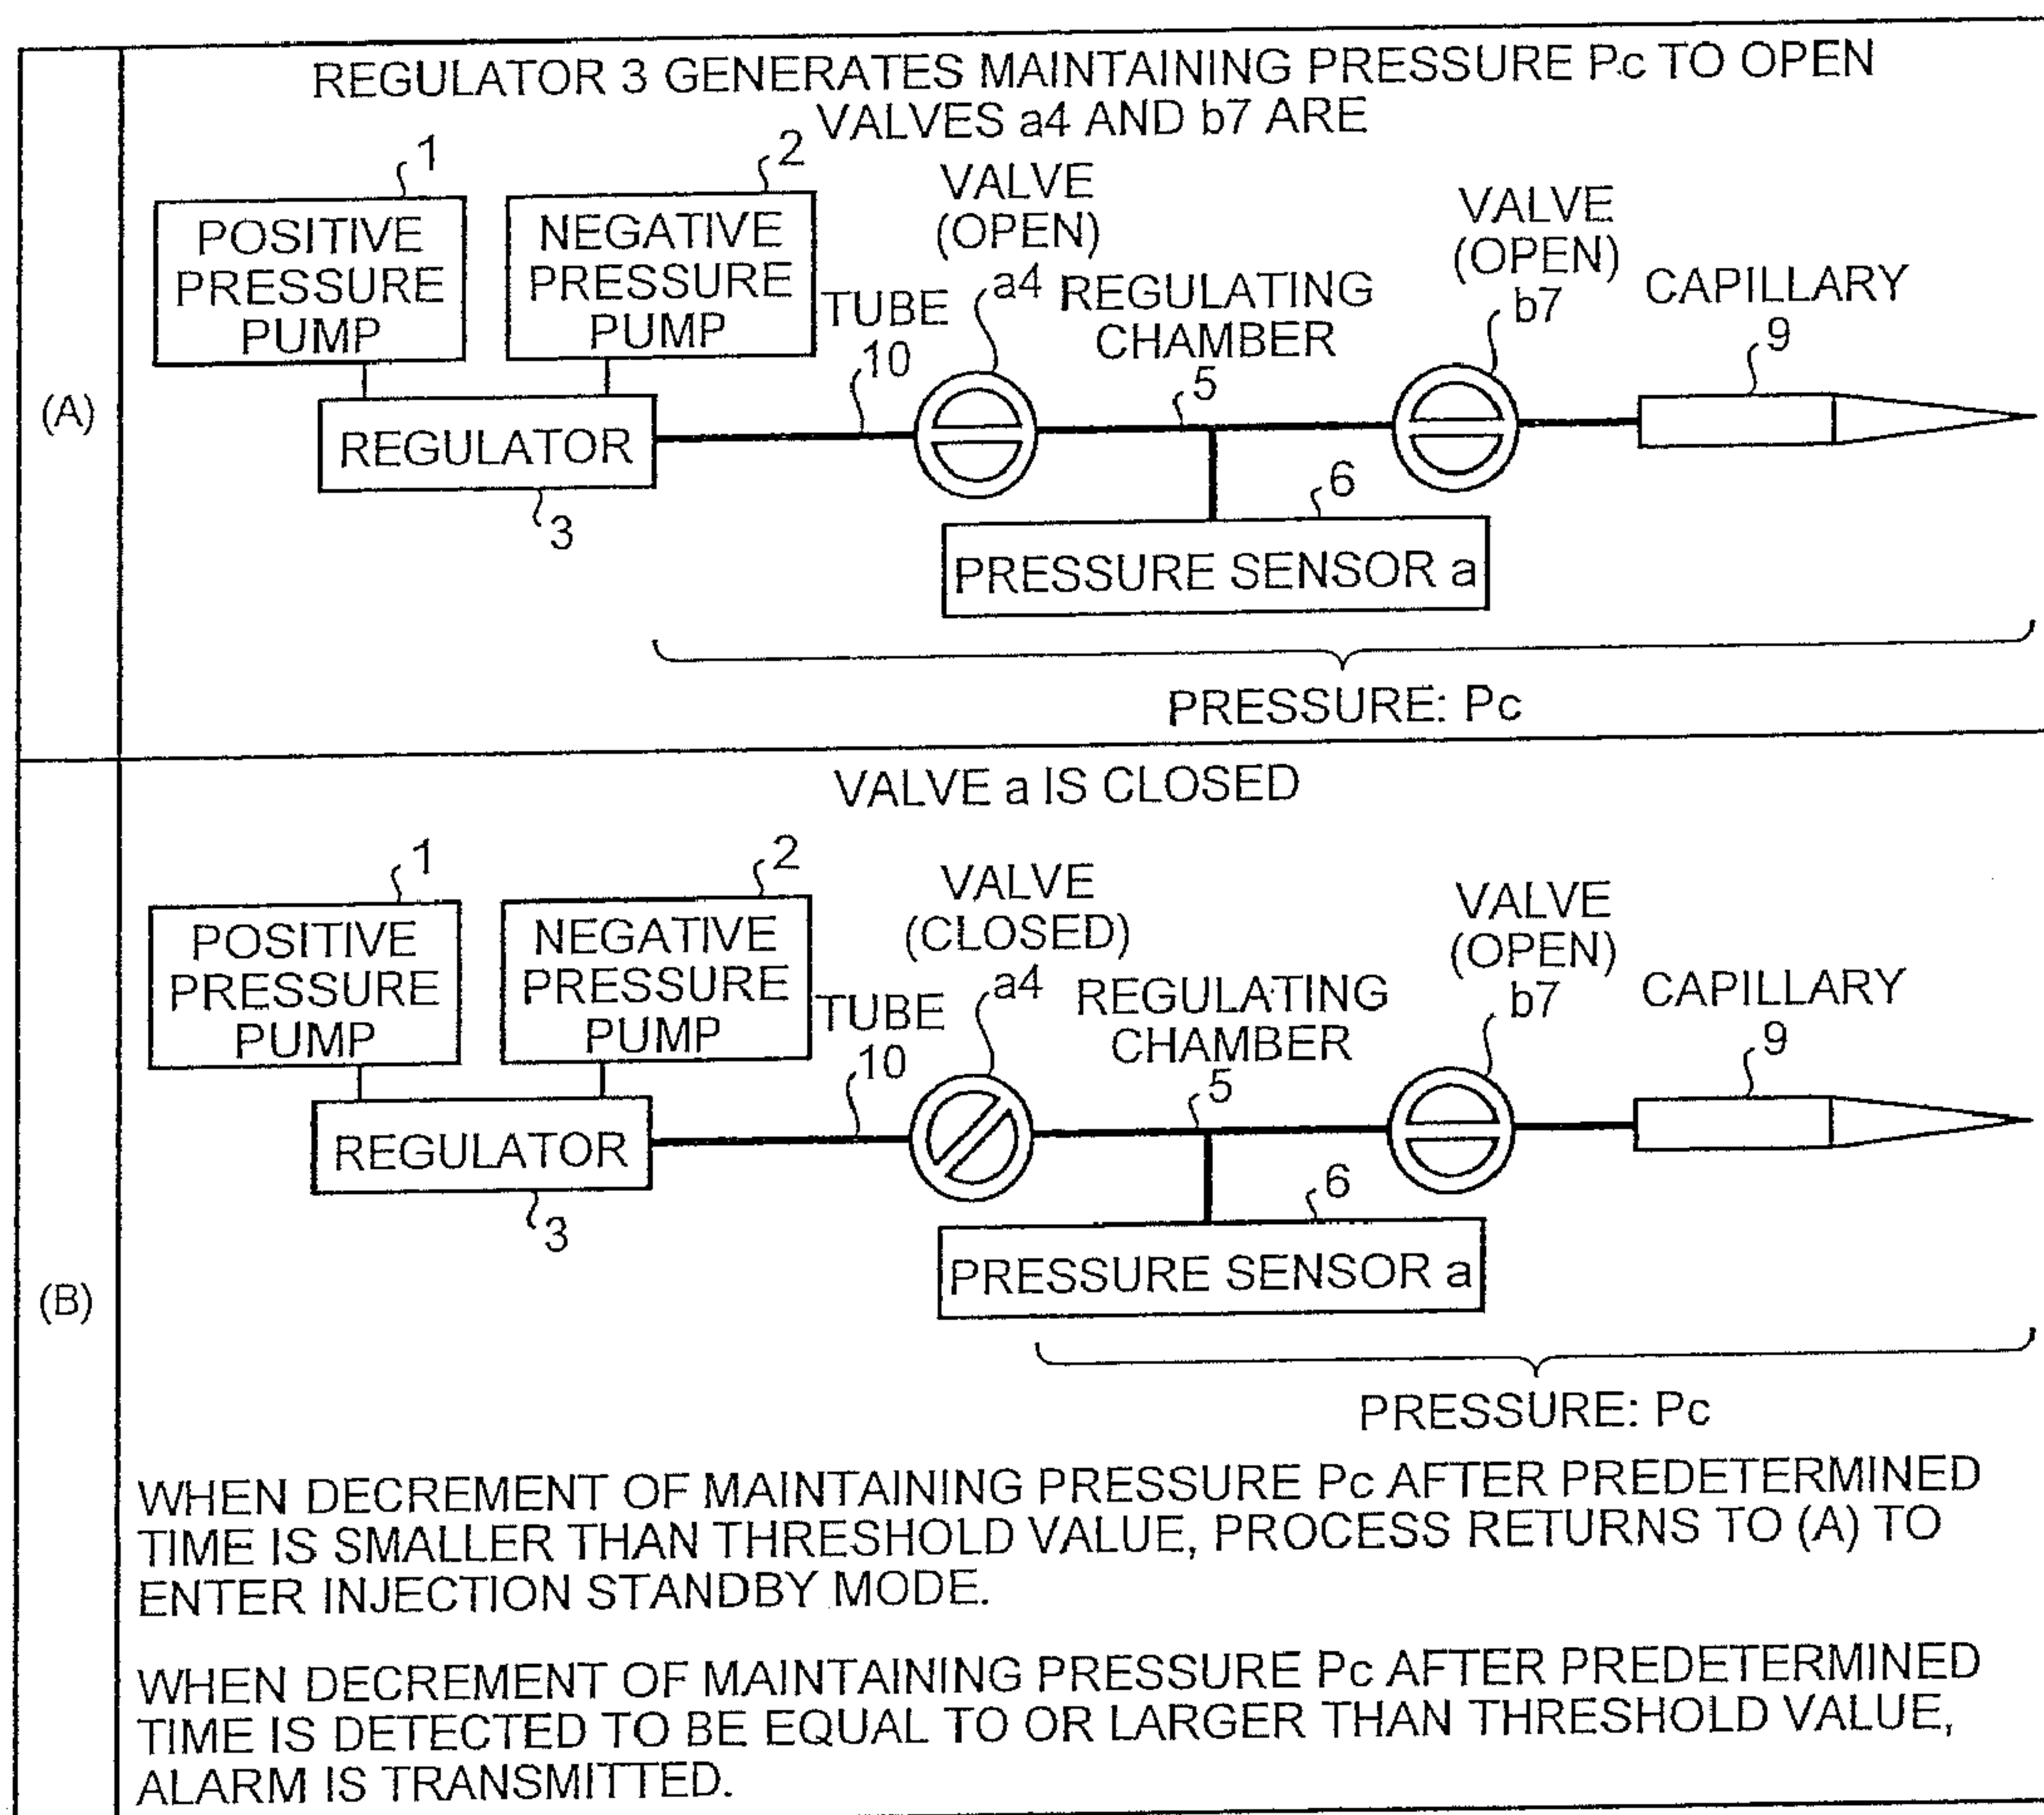 (A)
REGULATOR 3 GENERATES MAINTAINING PRESSURE Pc TO OPEN
VALVES a4 AND b7 ARE
1
POSITIVE
PRESSURE
PUMP
2
NEGATIVE
PRESSURE
PUMP
REGULATOR
3
TUBE
10
VALVE
(OPEN)
a4
REGULATING
CHAMBER
5
VALVE
(OPEN)
b7
CAPILLARY
9
6
PRESSURE SENSOR a
PRESSURE: Pc
(B)
VALVE a IS CLOSED
1
POSITIVE
PRESSURE
PUMP
2
NEGATIVE
PRESSURE
PUMP
REGULATOR
3
TUBE
10
VALVE
(CLOSED)
a4
REGULATING
CHAMBER
5
VALVE
(OPEN)
b7
CAPILLARY
9
6
PRESSURE SENSOR a
PRESSURE: Pc
WHEN DECREMENT OF MAINTAINING PRESSURE Pc AFTER PREDETERMINED
TIME IS SMALLER THAN THRESHOLD VALUE, PROCESS RETURNS TO (A) TO
ENTER INJECTION STANDBY MODE.
WHEN DECREMENT OF MAINTAINING PRESSURE Pc AFTER PREDETERMINED
TIME IS DETECTED TO BE EQUAL TO OR LARGER THAN THRESHOLD VALUE,
ALARM IS TRANSMITTED.